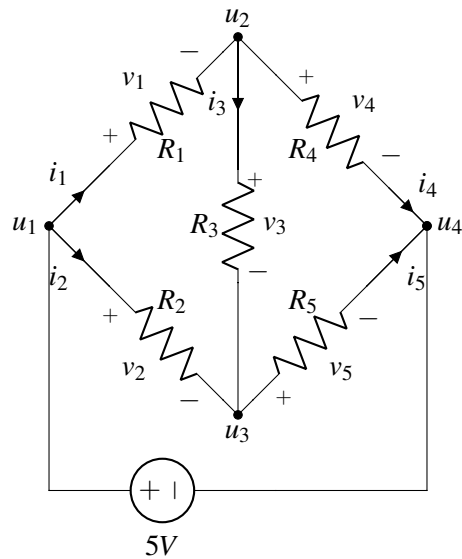 u₂
− +
v₁ v₄
i₃
+ R₁ R₄ −
i₁ + i₄
u₁ R₃ v₃ u₄
i₂ − i₅
+ R₂ R₅ −
v₂ v₅
− +
u₃
+ −
5V